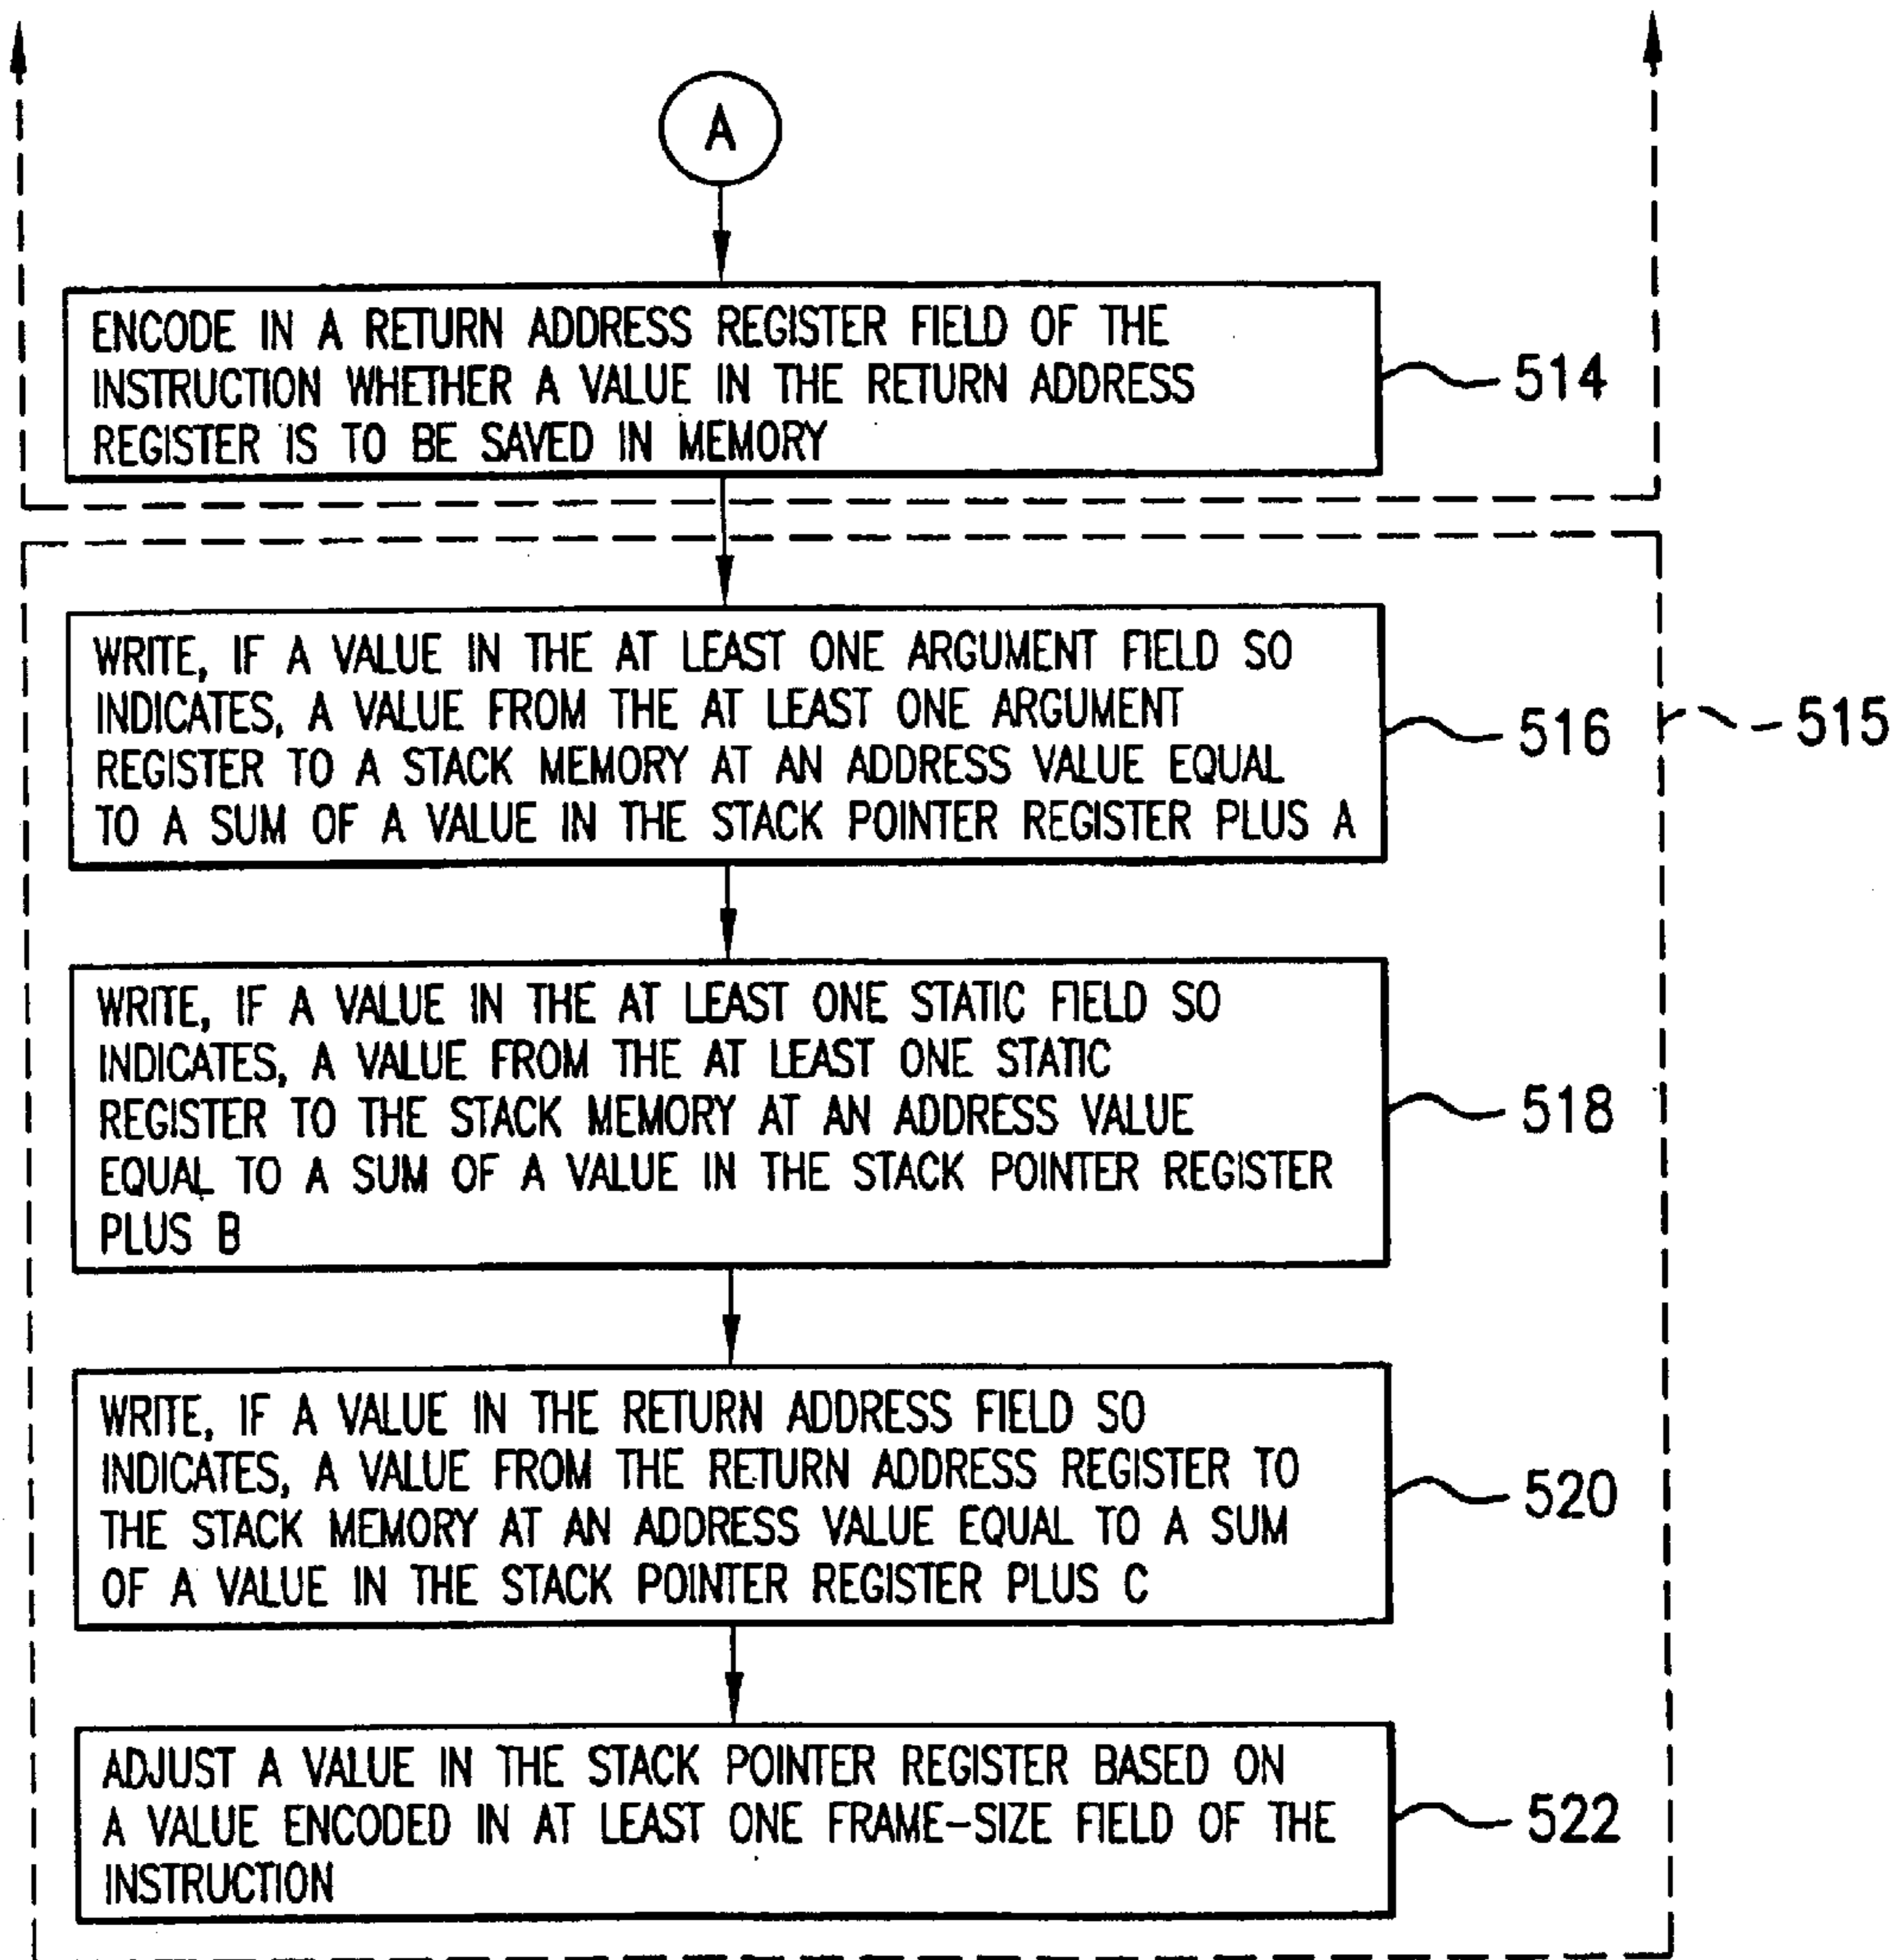 A
ENCODE IN A RETURN ADDRESS REGISTER FIELD OF THE
INSTRUCTION WHETHER A VALUE IN THE RETURN ADDRESS
REGISTER IS TO BE SAVED IN MEMORY
514
WRITE, IF A VALUE IN THE AT LEAST ONE ARGUMENT FIELD SO
INDICATES, A VALUE FROM THE AT LEAST ONE ARGUMENT
REGISTER TO A STACK MEMORY AT AN ADDRESS VALUE EQUAL
TO A SUM OF A VALUE IN THE STACK POINTER REGISTER PLUS A
516
515
WRITE, IF A VALUE IN THE AT LEAST ONE STATIC FIELD SO
INDICATES, A VALUE FROM THE AT LEAST ONE STATIC
REGISTER TO THE STACK MEMORY AT AN ADDRESS VALUE
EQUAL TO A SUM OF A VALUE IN THE STACK POINTER REGISTER
PLUS B
518
WRITE, IF A VALUE IN THE RETURN ADDRESS FIELD SO
INDICATES, A VALUE FROM THE RETURN ADDRESS REGISTER TO
THE STACK MEMORY AT AN ADDRESS VALUE EQUAL TO A SUM
OF A VALUE IN THE STACK POINTER REGISTER PLUS C
520
ADJUST A VALUE IN THE STACK POINTER REGISTER BASED ON
A VALUE ENCODED IN AT LEAST ONE FRAME-SIZE FIELD OF THE
INSTRUCTION
522